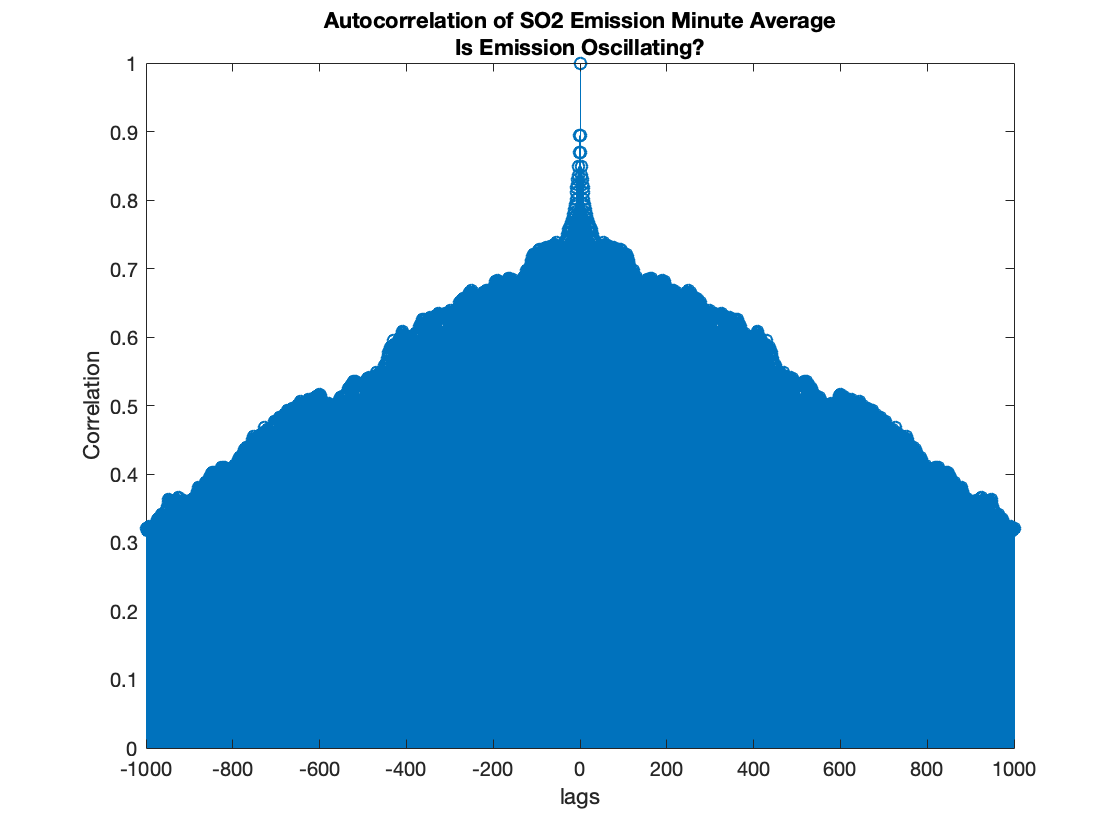 Autocorrelation of SO2 Emission Minute Average
Is Emission Oscillating?
1
0.9
0.8
0.7
0.6
0.5
0.4
0.3
0.2
0.1
0
Correlation
-1000 -800 -600 -400 -200 0 200 400 600 800 1000
lags